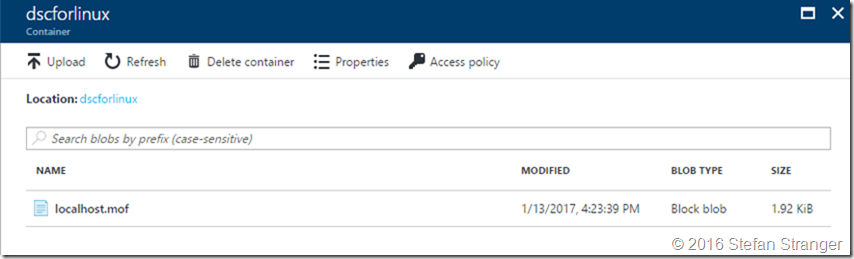 dscforlinux
Container
Upload Refresh Delete container Properties Access policy
Location: dscforlinux
Search blobs by prefix (case-sensitive)
NAME MODIFIED BLOB TYPE SIZE
localhost.mof 1/13/2017, 4:23:39 PM Block blob 1.92 KiB
© 2016 Stefan Stranger